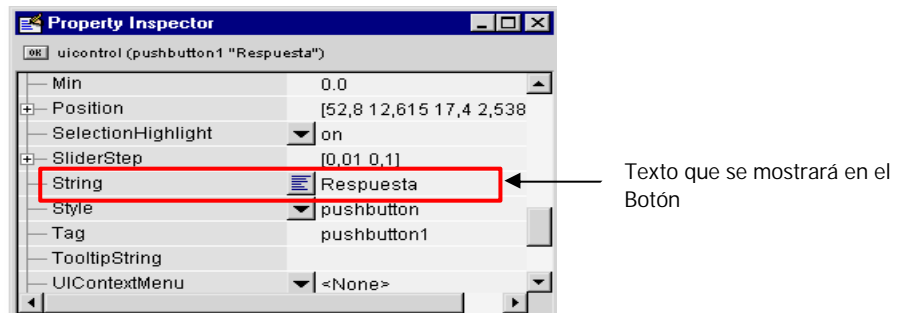 Property Inspector
OK uicontrol (pushbutton1 "Respuesta")
Min 0.0
Position [52,8 12,615 17,4 2,538
SelectionHighlight on
SliderStep [0,01 0,1]
String Respuesta
Style pushbutton
Tag pushbutton1
TooltipString
UIContextMenu <None>
Texto que se mostrará en el
Botón